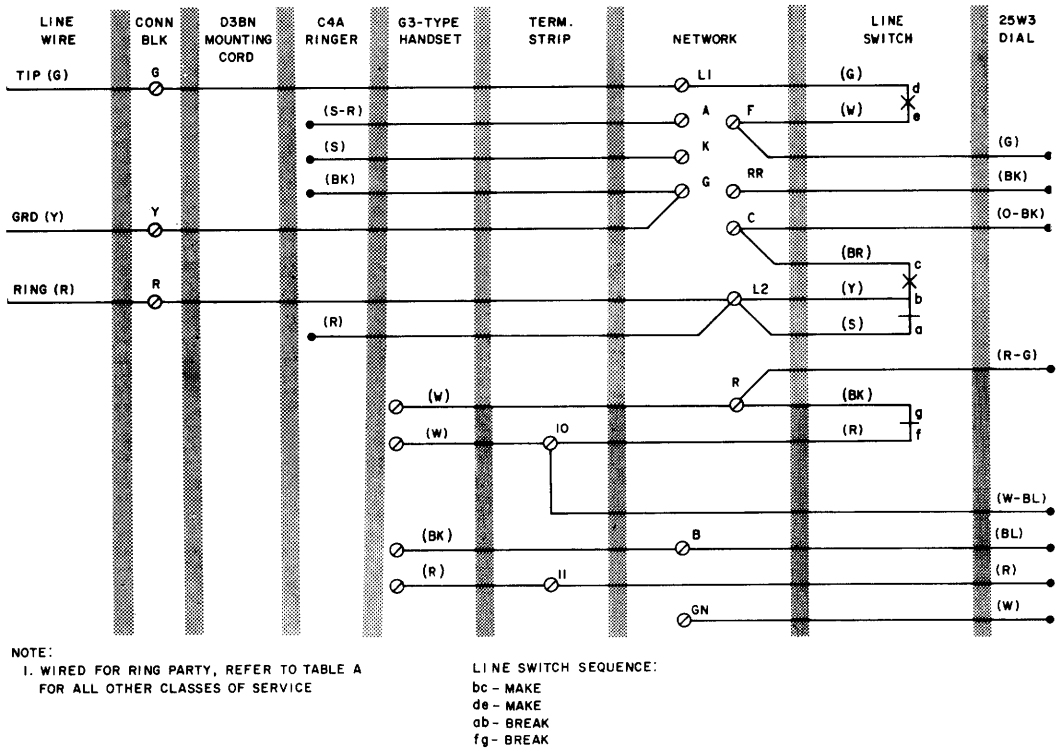 LINE WIRE
CONN BLK
D3BN MOUNTING CORD
C4A RINGER
G3-TYPE HANDSET
TERM. STRIP
NETWORK
LINE SWITCH
25W3 DIAL
TIP (G)
G
L1
(G)
d
(S-R)
A
F
(W)
e
(S)
K
(G)
(BK)
G
RR
(BK)
GRD (Y)
Y
C
(O-BK)
(BR)
c
RING (R)
R
L2
(Y)
b
(R)
(S)
a
(R-G)
(W)
R
(BK)
g
(W)
10
(R)
f
(W-BL)
(BK)
B
(BL)
(R)
11
(R)
GN
(W)
NOTE:
1. WIRED FOR RING PARTY, REFER TO TABLE A
FOR ALL OTHER CLASSES OF SERVICE
LINE SWITCH SEQUENCE:
bc - MAKE
de - MAKE
ab - BREAK
fg - BREAK